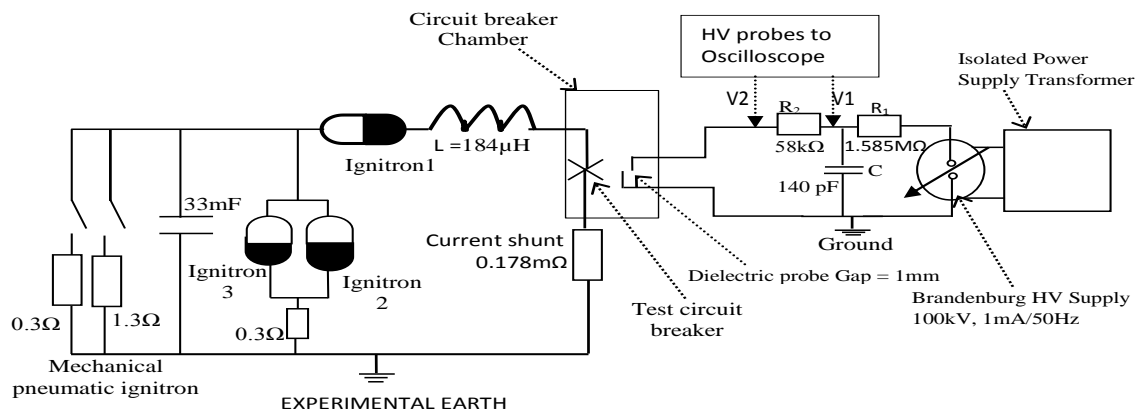 Circuit breaker
Chamber
HV probes to
Oscilloscope
Isolated Power
Supply Transformer
V2
V1
R₂
R₁
58kΩ
1.585MΩ
C
140 pF
Ground
L =184μH
Ignitron1
33mF
Ignitron
3
Ignitron
2
Current shunt
0.178mΩ
Dielectric probe Gap = 1mm
Test circuit
breaker
Brandenburg HV Supply
100kV, 1mA/50Hz
0.3Ω
1.3Ω
0.3Ω
Mechanical
pneumatic ignitron
EXPERIMENTAL EARTH